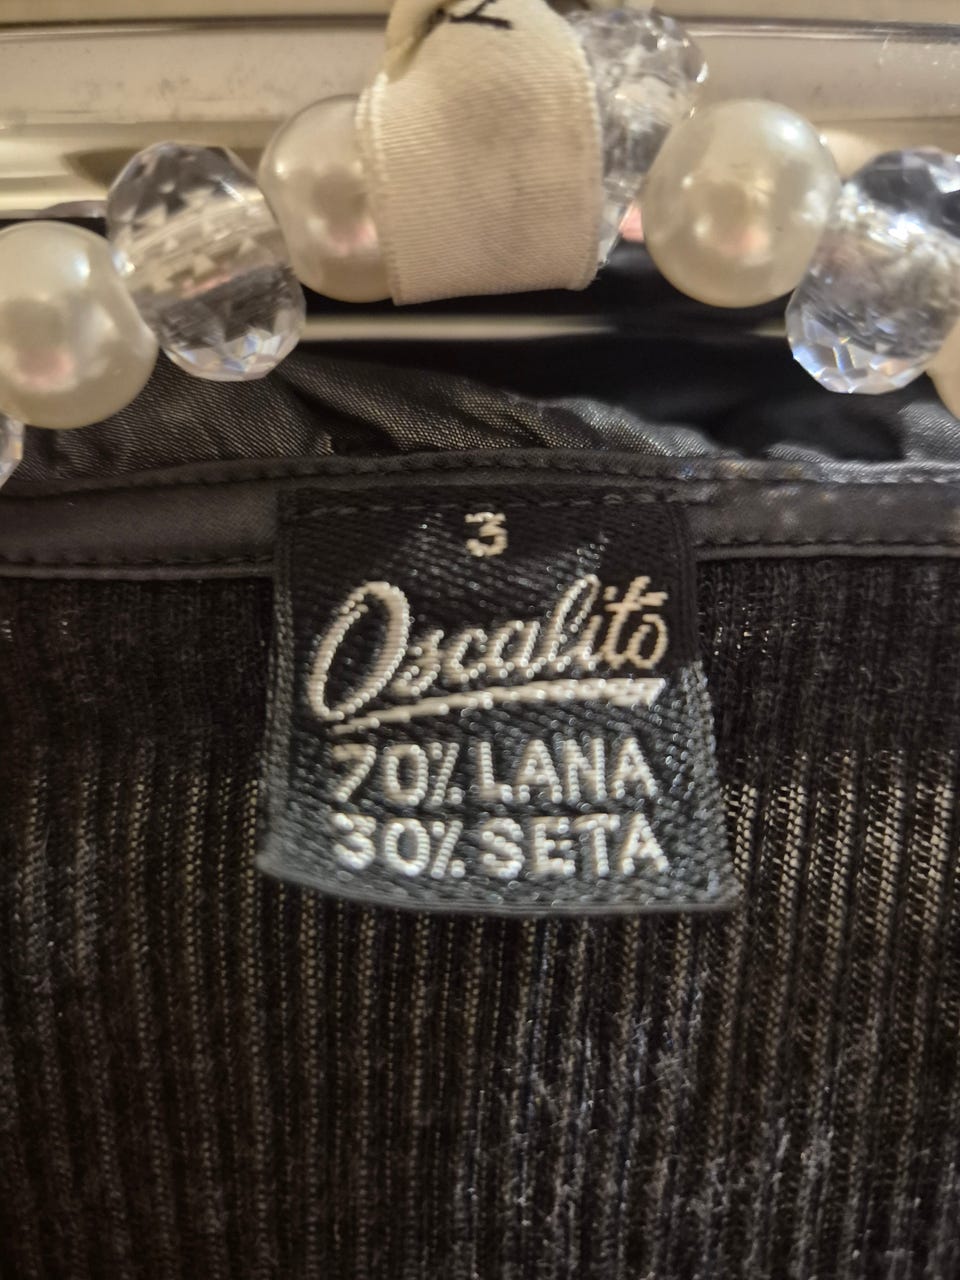 3
Oscalito
70% LANA
30% SETA